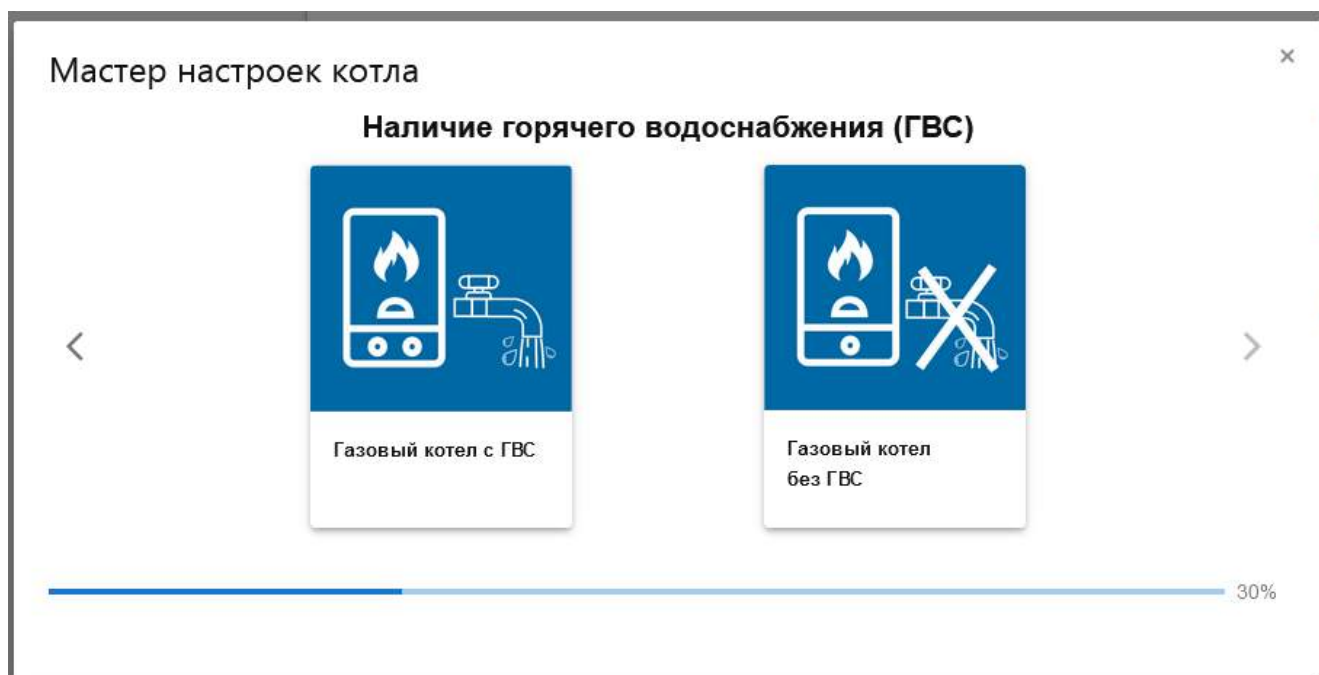 Мастер настроек котла
×
Наличие горячего водоснабжения (ГВС)
Газовый котел с ГВС
Газовый котел
без ГВС
30%